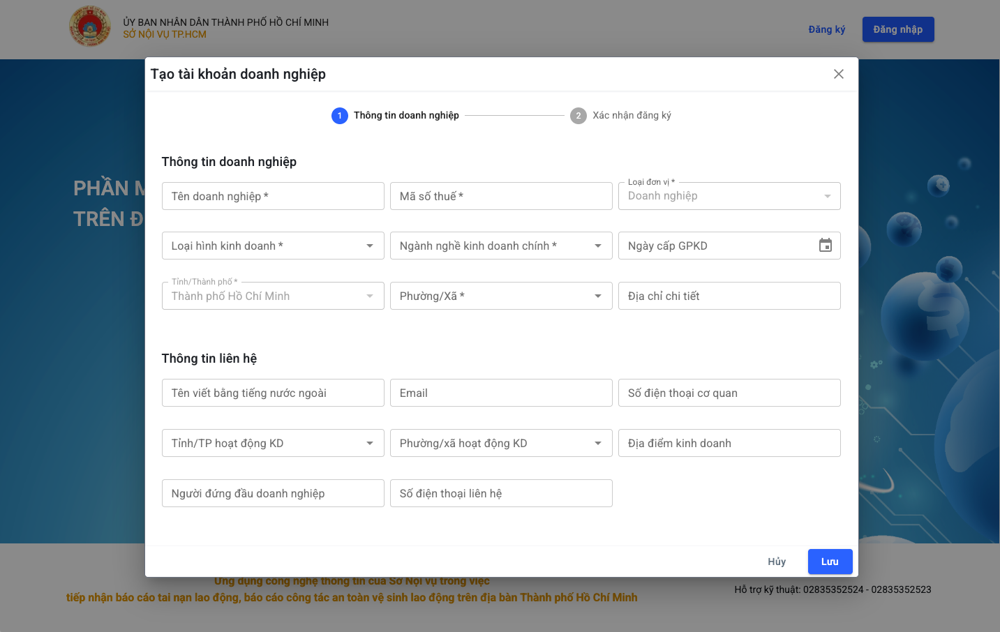 ỦY BAN NHÂN DÂN THÀNH PHỐ HỒ CHÍ MINH
SỞ NỘI VỤ TP.HCM
Đăng ký
Đăng nhập
Tạo tài khoản doanh nghiệp
1 Thông tin doanh nghiệp
2 Xác nhận đăng ký
PHẦN
TRÊN
Thông tin doanh nghiệp
Tên doanh nghiệp *
Mã số thuế *
Loại đơn vị *
Doanh nghiệp
Loại hình kinh doanh *
Ngành nghề kinh doanh chính *
Ngày cấp GPKD
Tỉnh/Thành phố *
Thành phố Hồ Chí Minh
Phường/Xã *
Địa chỉ chi tiết
Thông tin liên hệ
Tên viết bằng tiếng nước ngoài
Email
Số điện thoại cơ quan
Tỉnh/TP hoạt động KD
Phường/xã hoạt động KD
Địa điểm kinh doanh
Người đứng đầu doanh nghiệp
Số điện thoại liên hệ
Hủy
Lưu
Ứng dụng công nghệ thông tin của Sở Nội vụ trong việc
tiếp nhận báo cáo tai nạn lao động, báo cáo công tác an toàn vệ sinh lao động trên địa bàn Thành phố Hồ Chí Minh
Hỗ trợ kỹ thuật: 02835352524 - 02835352523